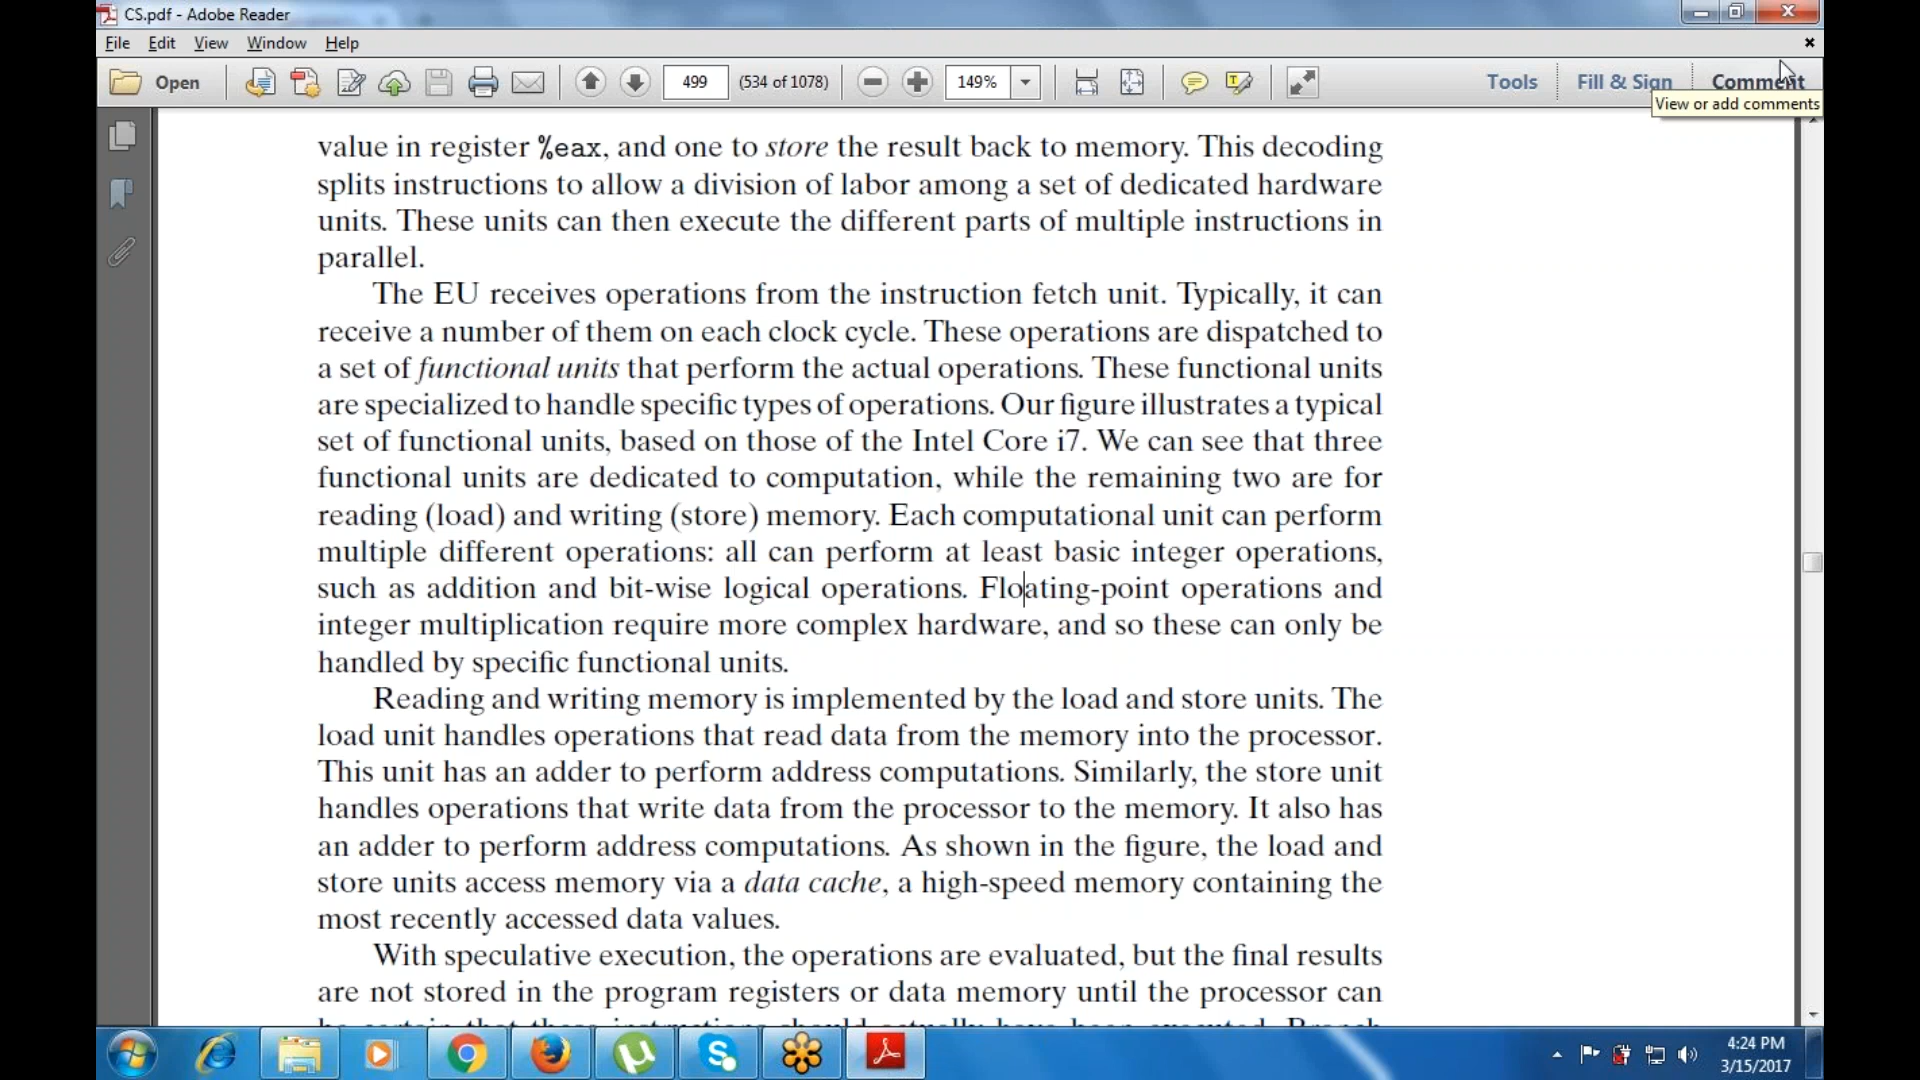 CS.pdf - Adobe Reader
File Edit View Window Help
Open 499 (534 of 1078) 149% Tools Fill & Sign Comment
View or add comments
value in register %eax, and one to store the result back to memory. This decoding
splits instructions to allow a division of labor among a set of dedicated hardware
units. These units can then execute the different parts of multiple instructions in
parallel.
The EU receives operations from the instruction fetch unit. Typically, it can
receive a number of them on each clock cycle. These operations are dispatched to
a set of functional units that perform the actual operations. These functional units
are specialized to handle specific types of operations. Our figure illustrates a typical
set of functional units, based on those of the Intel Core i7. We can see that three
functional units are dedicated to computation, while the remaining two are for
reading (load) and writing (store) memory. Each computational unit can perform
multiple different operations: all can perform at least basic integer operations,
such as addition and bit-wise logical operations. Floating-point operations and
integer multiplication require more complex hardware, and so these can only be
handled by specific functional units.
Reading and writing memory is implemented by the load and store units. The
load unit handles operations that read data from the memory into the processor.
This unit has an adder to perform address computations. Similarly, the store unit
handles operations that write data from the processor to the memory. It also has
an adder to perform address computations. As shown in the figure, the load and
store units access memory via a data cache, a high-speed memory containing the
most recently accessed data values.
With speculative execution, the operations are evaluated, but the final results
are not stored in the program registers or data memory until the processor can
4:24 PM
3/15/2017